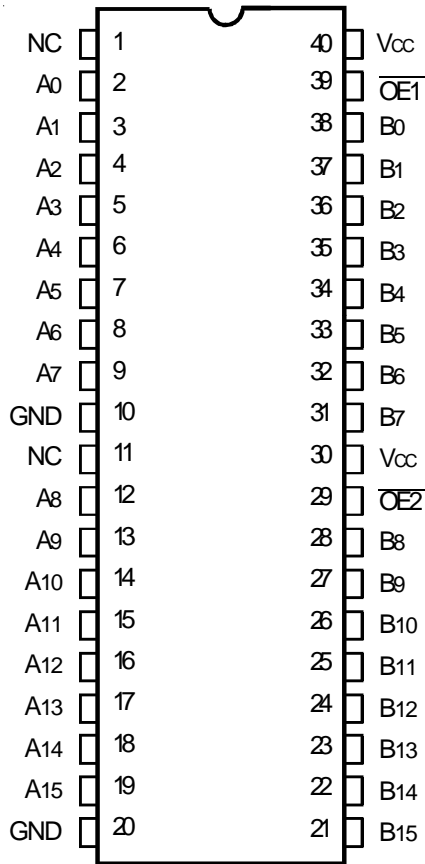 NC 1 40 Vcc
A0 2 39 OE1
A1 3 38 B0
A2 4 37 B1
A3 5 36 B2
A4 6 35 B3
A5 7 34 B4
A6 8 33 B5
A7 9 32 B6
GND 10 31 B7
NC 11 30 Vcc
A8 12 29 OE2
A9 13 28 B8
A10 14 27 B9
A11 15 26 B10
A12 16 25 B11
A13 17 24 B12
A14 18 23 B13
A15 19 22 B14
GND 20 21 B15